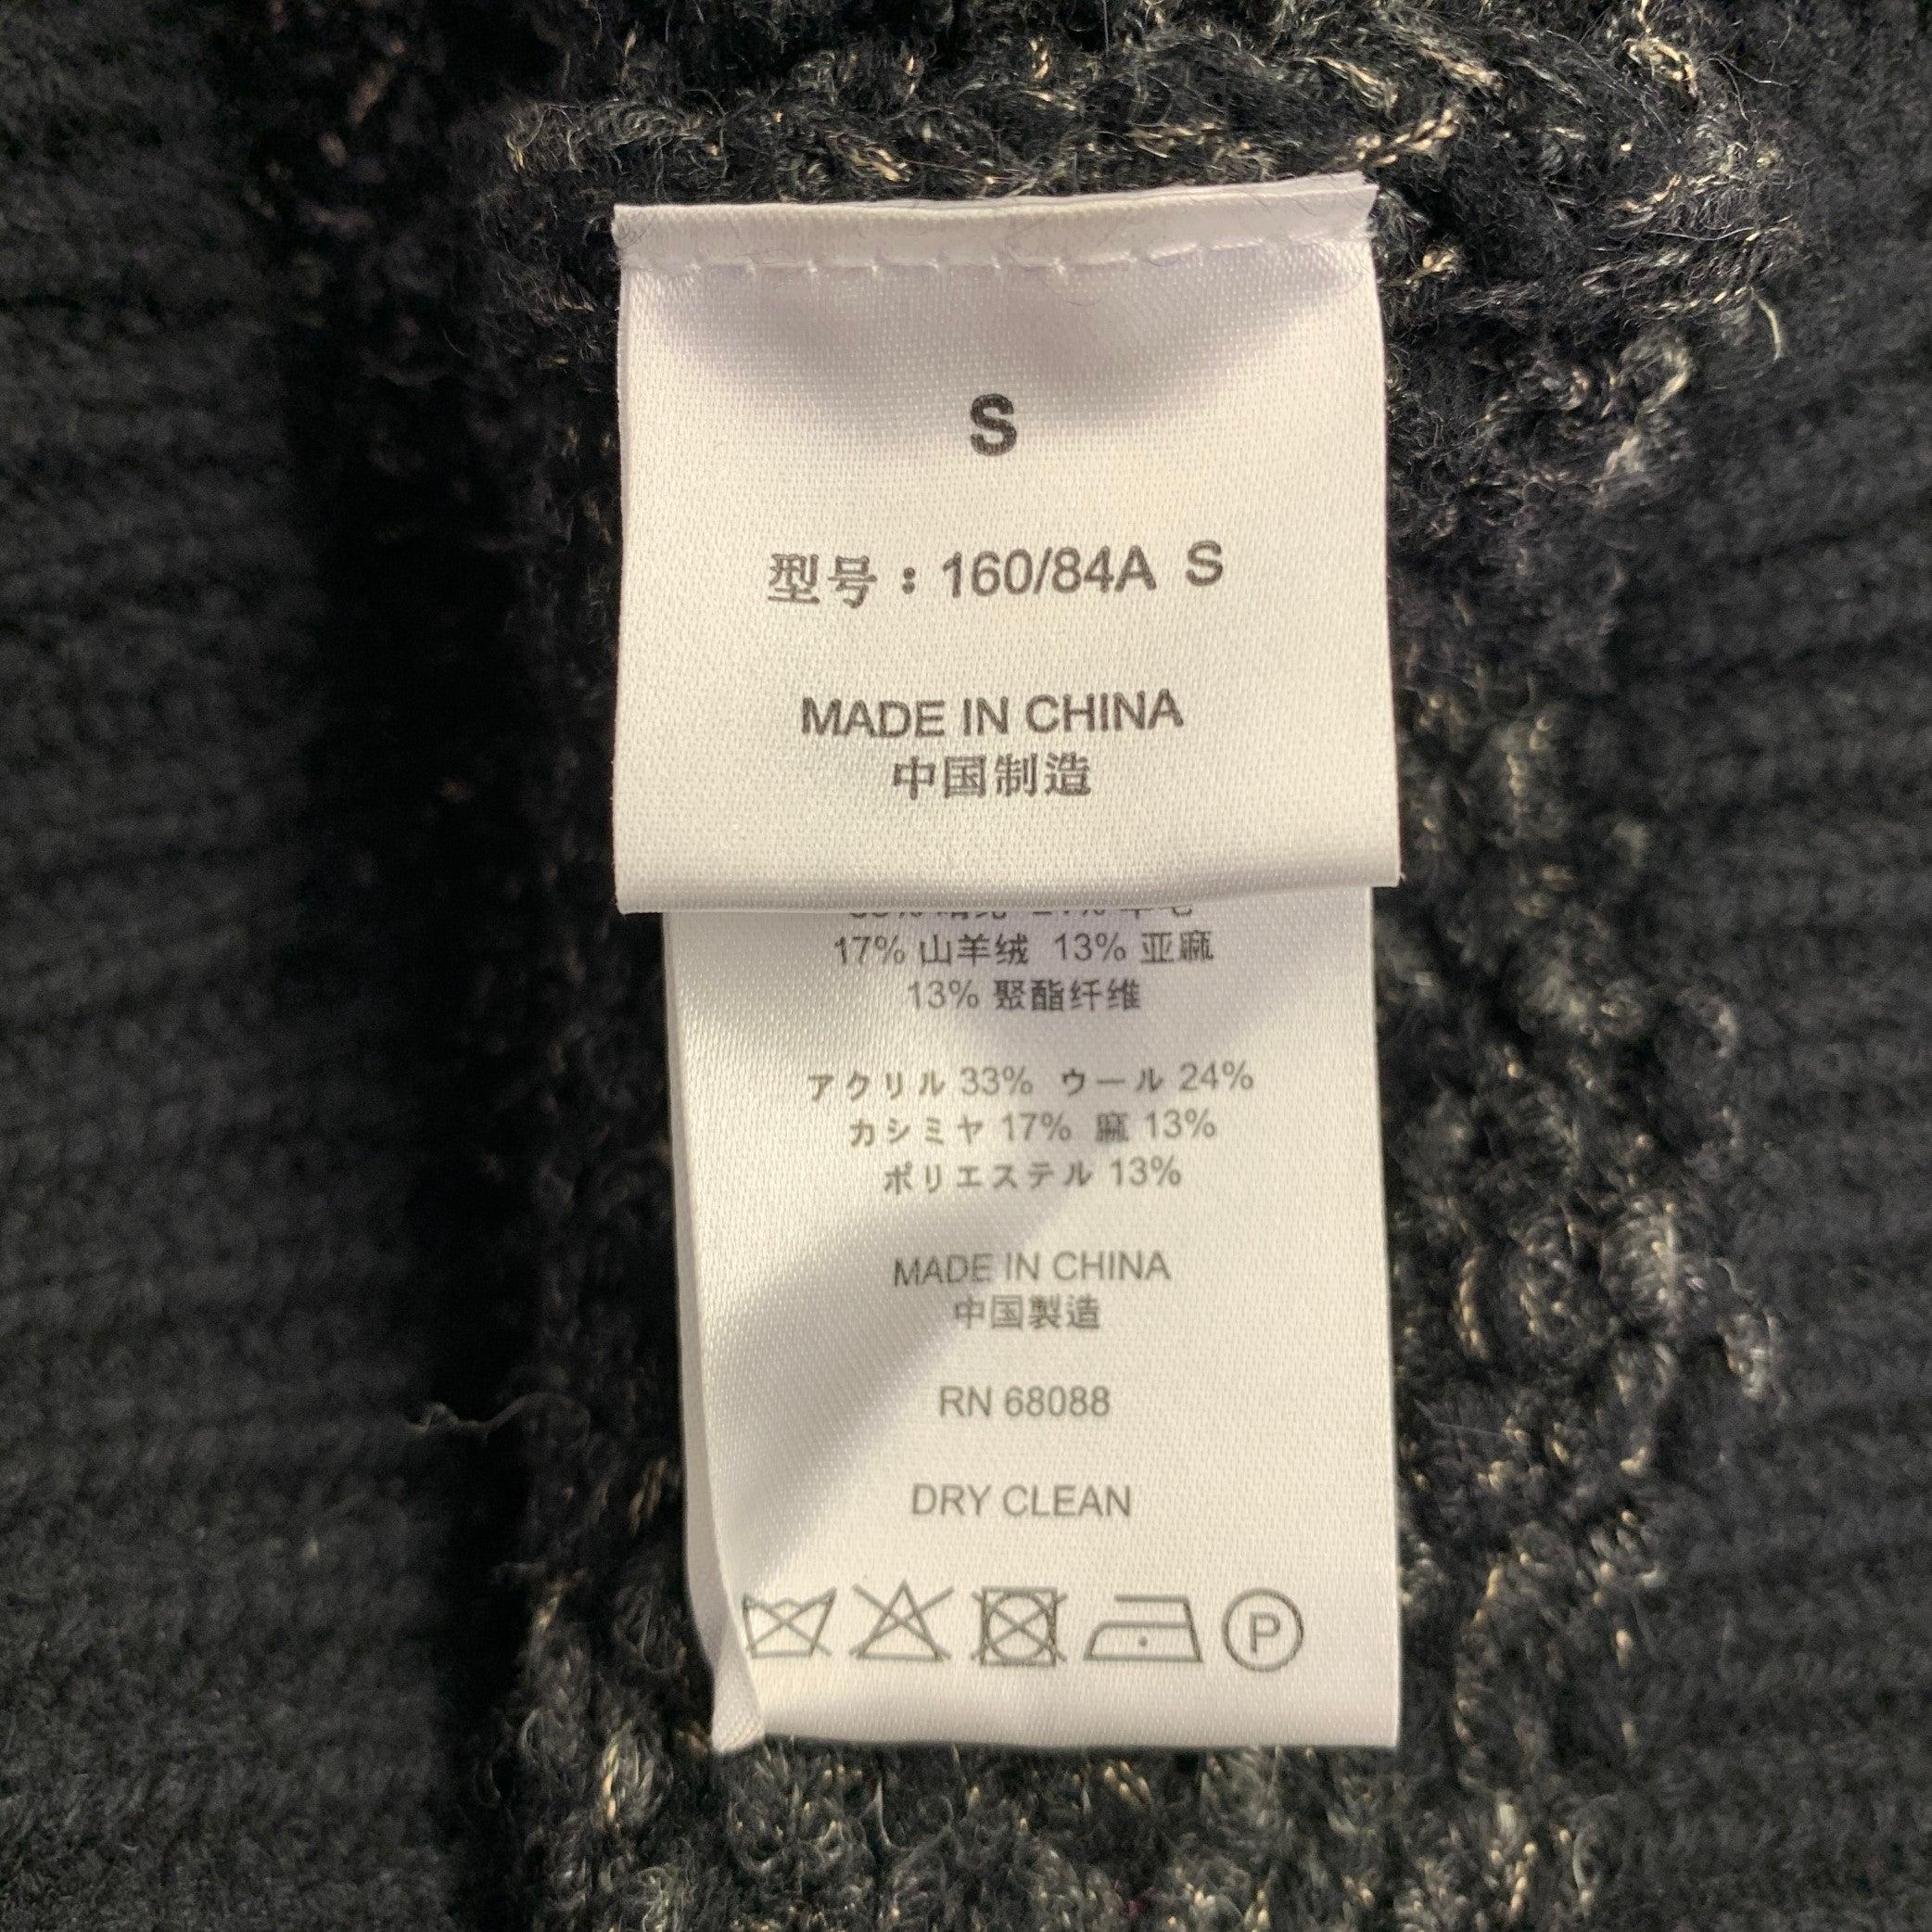 S
型号：160/84A S
MADE IN CHINA
中国制造
17% 山羊绒 13% 亚麻
13% 聚酯纤维
アクリル 33% ウール 24%
カシミヤ 17% 麻 13%
ポリエステル 13%
MADE IN CHINA
中国製造
RN 68088
DRY CLEAN
P